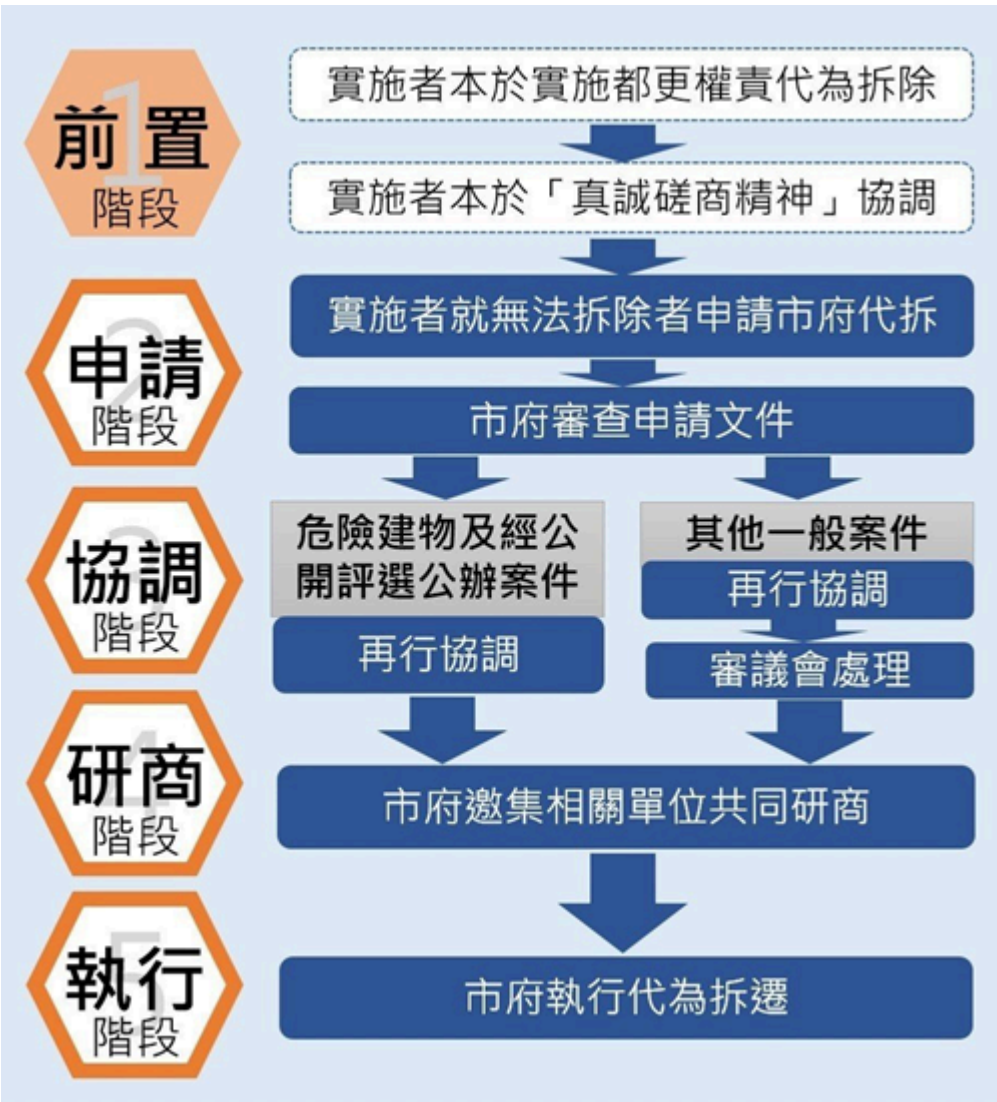 1
前置
階段
實施者本於實施都更權責代為拆除
實施者本於「真誠磋商精神」協調
2
申請
階段
實施者就無法拆除者申請市府代拆
市府審查申請文件
3
協調
階段
危險建物及經公
開評選公辦案件
再行協調
其他一般案件
再行協調
審議會處理
4
研商
階段
市府邀集相關單位共同研商
5
執行
階段
市府執行代為拆遷